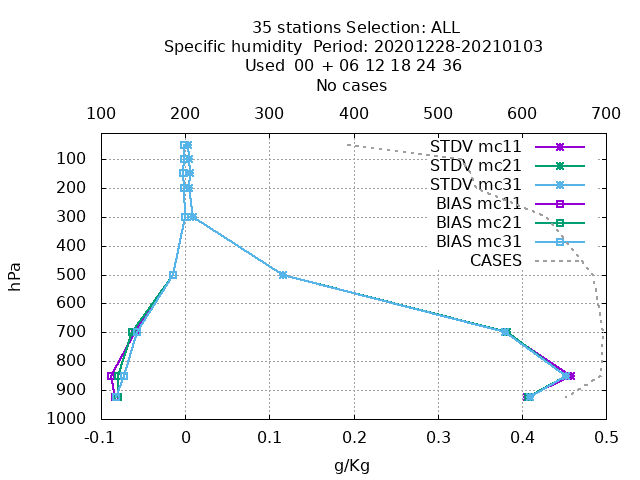 35 stations Selection: ALL
Specific humidity  Period: 20201228-20210103
Used  00 + 06 12 18 24 36
No cases
100 200 300 400 500 600 700
STDV mc11
STDV mc21
STDV mc31
BIAS mc11
BIAS mc21
BIAS mc31
CASES
hPa
100
200
300
400
500
600
700
800
900
1000
-0.1 0 0.1 0.2 0.3 0.4 0.5
g/Kg